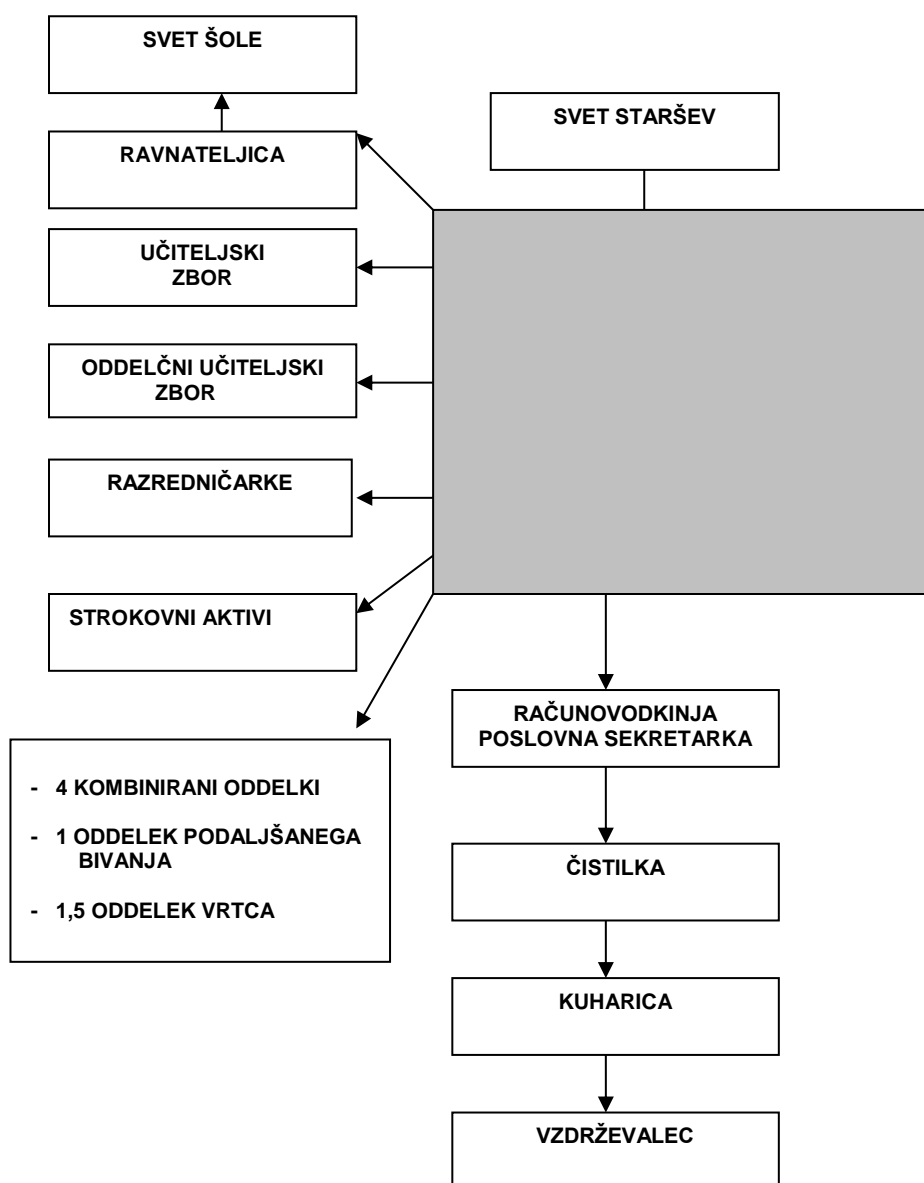 SVET ŠOLE
SVET STARŠEV
RAVNATELJICA
UČITELJSKI
ZBOR
ODDELČNI UČITELJSKI
ZBOR
RAZREDNIČARKE
STROKOVNI AKTIVI
- 4 KOMBINIRANI ODDELKI
- 1 ODDELEK PODALJŠANEGA
BIVANJA
- 1,5 ODDELEK VRTCA
RAČUNOVODKINJA
POSLOVNA SEKRETARKA
ČISTILKA
KUHARICA
VZDRŽEVALEC